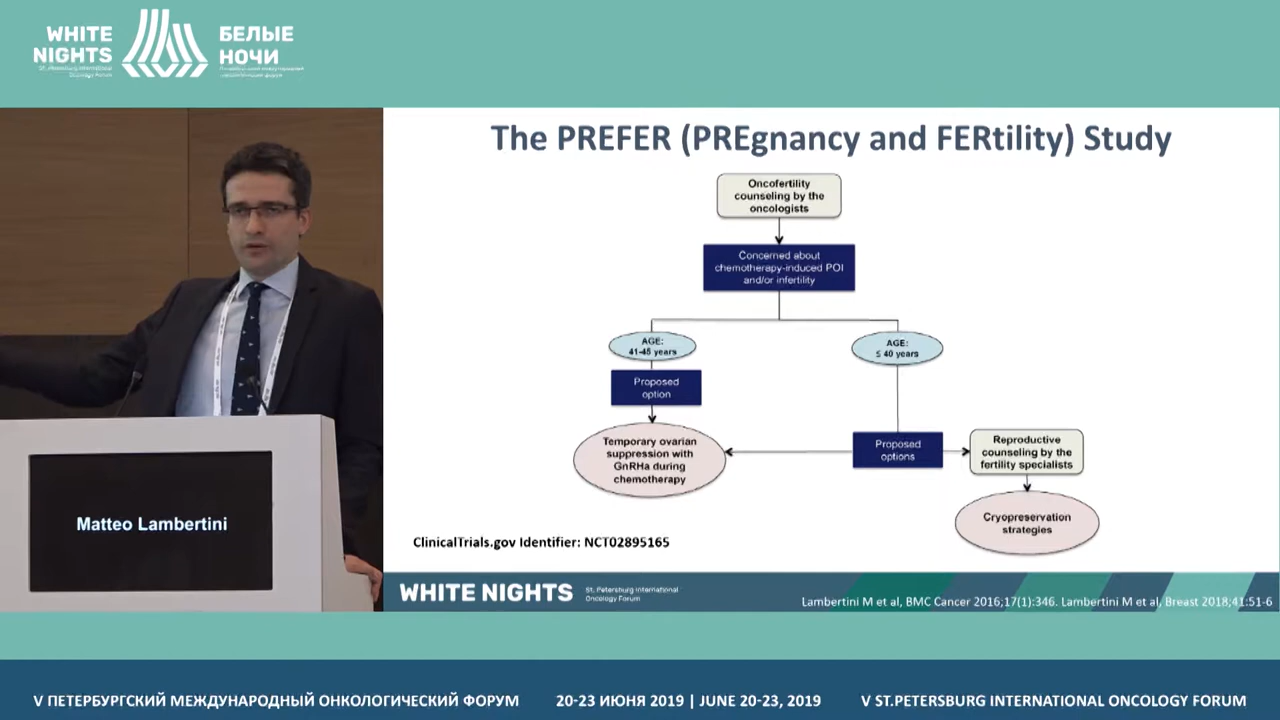 WHITE
NIGHTS
St. Petersburg International
Oncology Forum
БЕЛЫЕ
НОЧИ
The PREFER (PREgnancy and FERtility) Study
Oncofertility
counseling by the
oncologists
Concerned about
chemotherapy-induced POI
and/or infertility
AGE:
41-45 years
AGE:
≤ 40 years
Proposed
option
Temporary ovarian
suppression with
GnRHa during
chemotherapy
Proposed
options
Reproductive
counseling by the
fertility specialists
Cryopreservation
strategies
Matteo Lambertini
ClinicalTrials.gov Identifier: NCT02895165
WHITE NIGHTS
St. Petersburg International
Oncology Forum
Lambertini M et al, BMC Cancer 2016;17(1):346. Lambertini M et al, Breast 2018;41:51-6
V ПЕТЕРБУРГСКИЙ МЕЖДУНАРОДНЫЙ ОНКОЛОГИЧЕСКИЙ ФОРУМ
20-23 ИЮНЯ 2019 | JUNE 20-23, 2019
V ST.PETERSBURG INTERNATIONAL ONCOLOGY FORUM